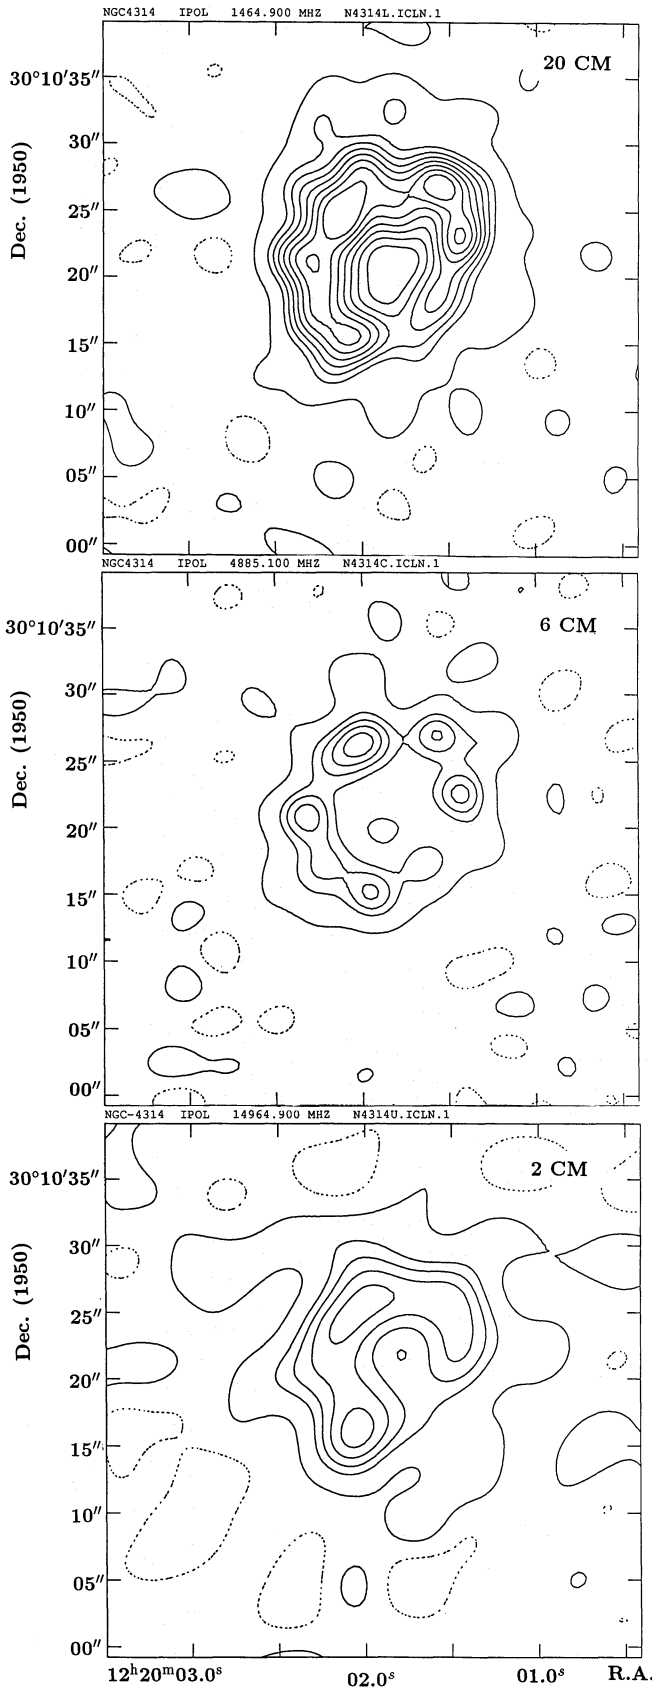 NGC4314 IPOL 1464.900 MHZ N4314L.ICLN.1
20 CM
30°10′35″
30″
25″
20″
15″
10″
05″
00″
Dec. (1950)
NGC4314 IPOL 4885.100 MHZ N4314C.ICLN.1
6 CM
30°10′35″
30″
25″
20″
15″
10″
05″
00″
Dec. (1950)
NGC-4314 IPOL 14964.900 MHZ N4314U.ICLN.1
2 CM
30°10′35″
30″
25″
20″
15″
10″
05″
00″
Dec. (1950)
12ʰ20ᵐ03.0ˢ 02.0ˢ 01.0ˢ R.A.